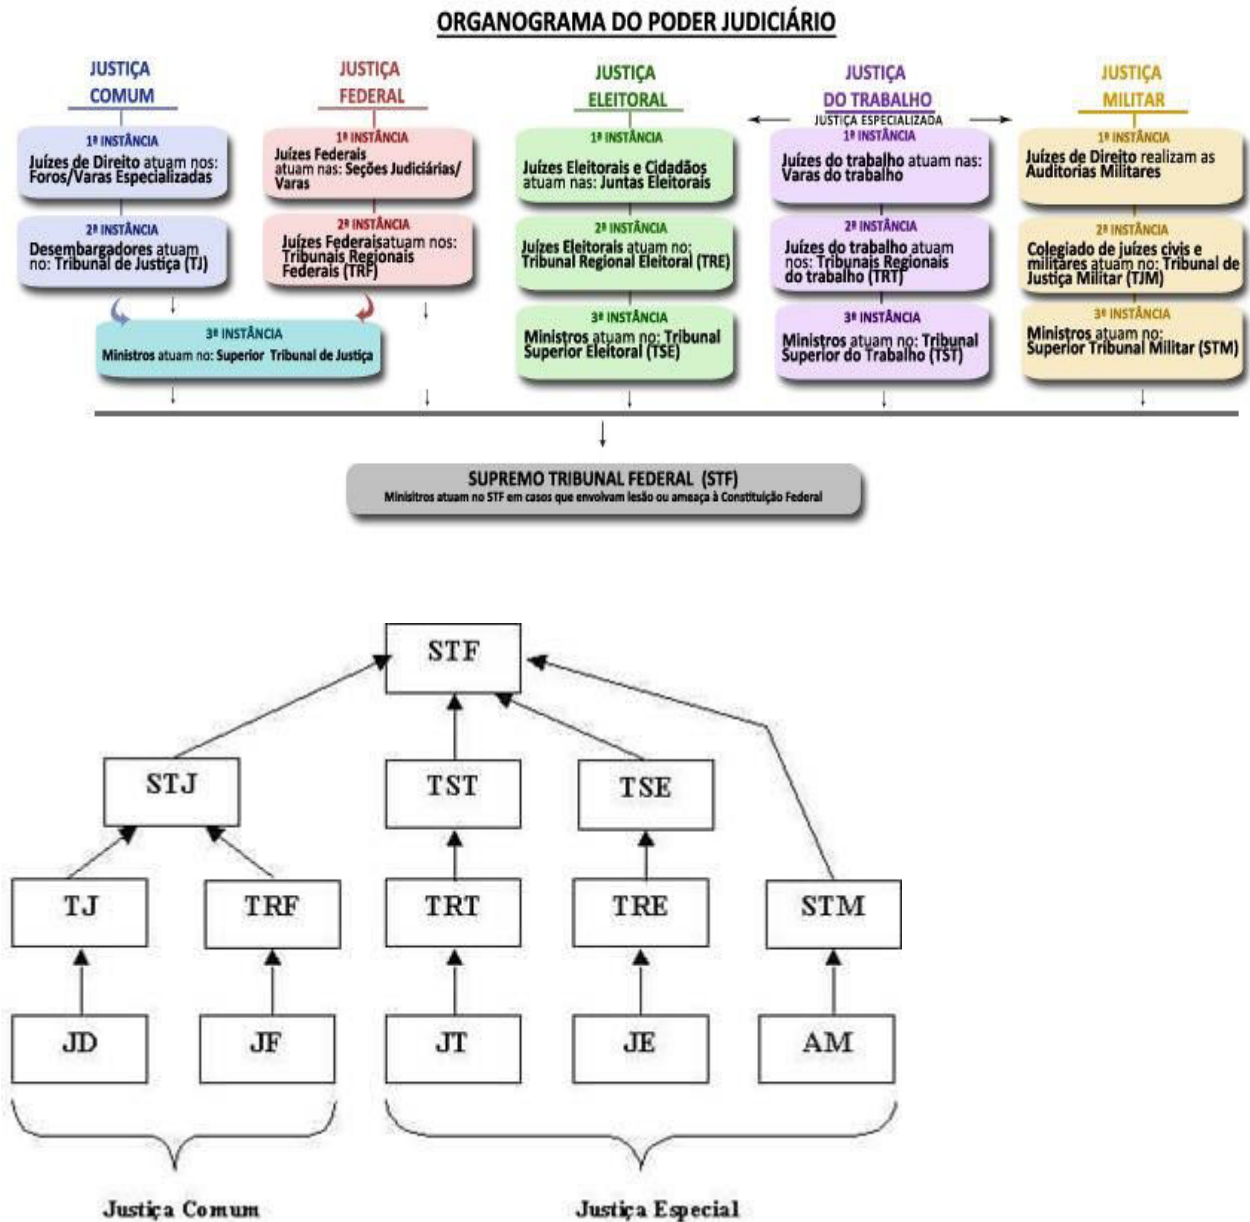 ORGANOGRAMA DO PODER JUDICIÁRIO
JUSTIÇA
COMUM
1ª INSTÂNCIA
Juízes de Direito atuam nos:
Foros/Varas Especializadas
2ª INSTÂNCIA
Desembargadores atuam
no: Tribunal de Justiça (TJ)
JUSTIÇA
FEDERAL
1ª INSTÂNCIA
Juízes Federais
atuam nas: Seções Judiciárias/
Varas
2ª INSTÂNCIA
Juízes Federaisatuam nos:
Tribunais Regionais
Federais (TRF)
3ª INSTÂNCIA
Ministros atuam no: Superior Tribunal de Justiça
JUSTIÇA
ELEITORAL
1ª INSTÂNCIA
Juízes Eleitorais e Cidadãos
atuam nas: Juntas Eleitorais
2ª INSTÂNCIA
Juízes Eleitorais atuam no:
Tribunal Regional Eleitoral (TRE)
3ª INSTÂNCIA
Ministros atuam no: Tribunal
Superior Eleitoral (TSE)
JUSTIÇA
DO TRABALHO
JUSTIÇA ESPECIALIZADA
1ª INSTÂNCIA
Juízes do trabalho atuam nas:
Varas do trabalho
2ª INSTÂNCIA
Juízes do trabalho atuam
nos: Tribunais Regionais
do trabalho (TRT)
3ª INSTÂNCIA
Ministros atuam no: Tribunal
Superior do Trabalho (TST)
JUSTIÇA
MILITAR
1ª INSTÂNCIA
Juízes de Direito realizam as
Auditorias Militares
2ª INSTÂNCIA
Colegiado de juízes civis e
militares atuam no: Tribunal de
Justiça Militar (TJM)
3ª INSTÂNCIA
Ministros atuam no:
Superior Tribunal Militar (STM)
SUPREMO TRIBUNAL FEDERAL (STF)
Minisitros atuam no STF em casos que envolvam lesão ou ameaça à Constituição Federal
STF
STJ
TST
TSE
TJ
TRF
TRT
TRE
STM
JD
JF
JT
JE
AM
Justiça Comum
Justiça Especial